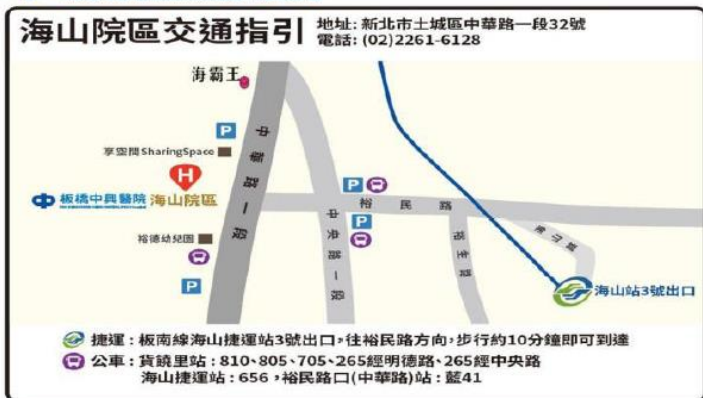 海山院區交通指引
地址: 新北市土城區中華路一段32號
電話: (02)2261-6128
海霸王
P
中華路一段
享空間SharingSpace
H
板橋中興醫院 海山院區
P
裕民路
中央路一段
P
裕德幼兒園
裕生路
P
海山站3號出口
捷運：板南線海山捷運站3號出口，往裕民路方向，步行約10分鐘即可到達
公車：貨饒里站：810、805、705、265經明德路、265經中央路
海山捷運站：656，裕民路口(中華路)站：藍41